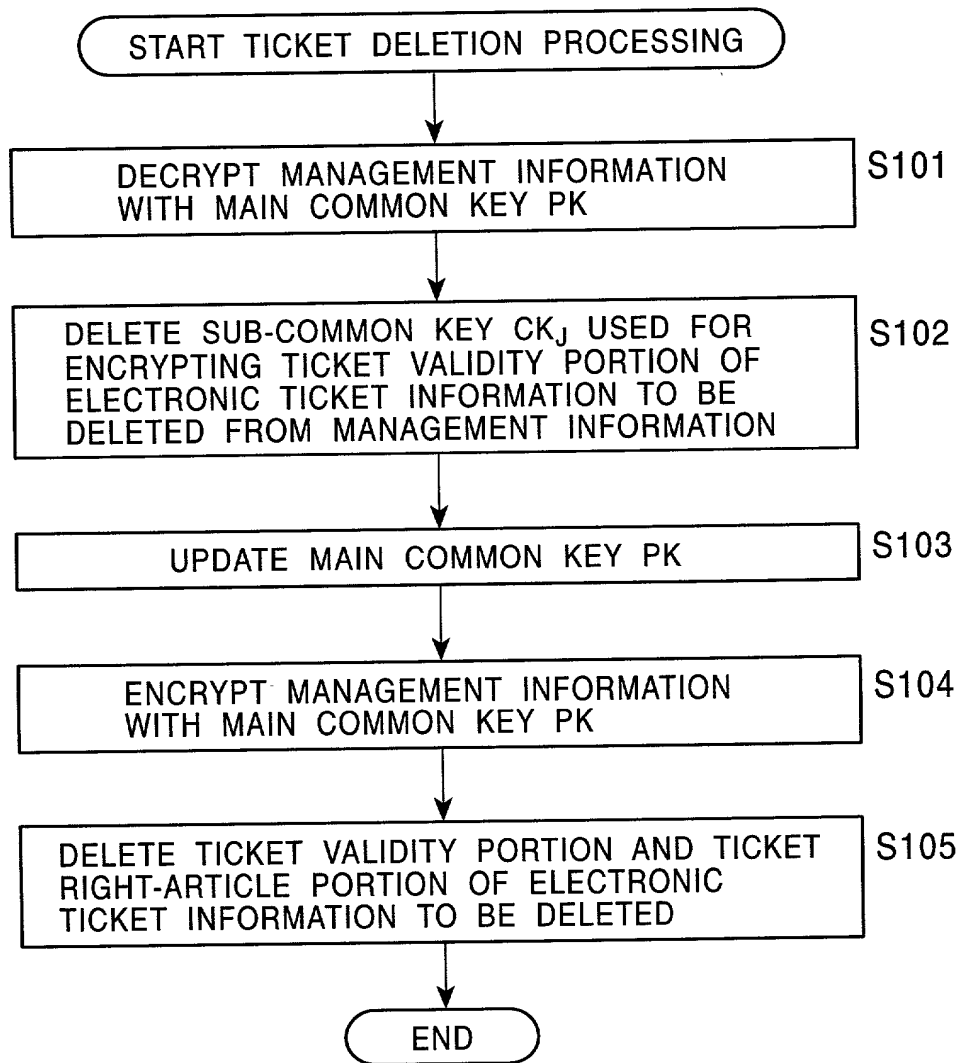 START TICKET DELETION PROCESSING
DECRYPT MANAGEMENT INFORMATION
WITH MAIN COMMON KEY PK
S101
DELETE SUB-COMMON KEY CKJ USED FOR
ENCRYPTING TICKET VALIDITY PORTION OF
ELECTRONIC TICKET INFORMATION TO BE
DELETED FROM MANAGEMENT INFORMATION
S102
UPDATE MAIN COMMON KEY PK
S103
ENCRYPT MANAGEMENT INFORMATION
WITH MAIN COMMON KEY PK
S104
DELETE TICKET VALIDITY PORTION AND TICKET
RIGHT-ARTICLE PORTION OF ELECTRONIC
TICKET INFORMATION TO BE DELETED
S105
END